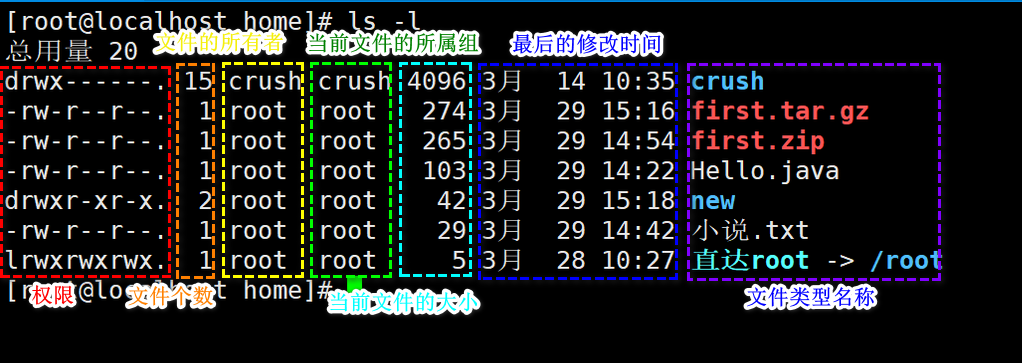 [root@localhost home]# ls -l
总用量 20
文件的所有者
当前文件的所属组
最后的修改时间
drwx------. 15 crush crush 4096 3月 14 10:35 crush
-rw-r--r--. 1 root root 274 3月 29 15:16 first.tar.gz
-rw-r--r--. 1 root root 265 3月 29 14:54 first.zip
-rw-r--r--. 1 root root 103 3月 29 14:22 Hello.java
drwxr-xr-x. 2 root root 42 3月 29 15:18 new
-rw-r--r--. 1 root root 29 3月 29 14:42 小说.txt
lrwxrwxrwx. 1 root root 5 3月 28 10:27 直达root -> /root
[root@localhost home]#
权限
文件个数
当前文件的大小
文件类型名称